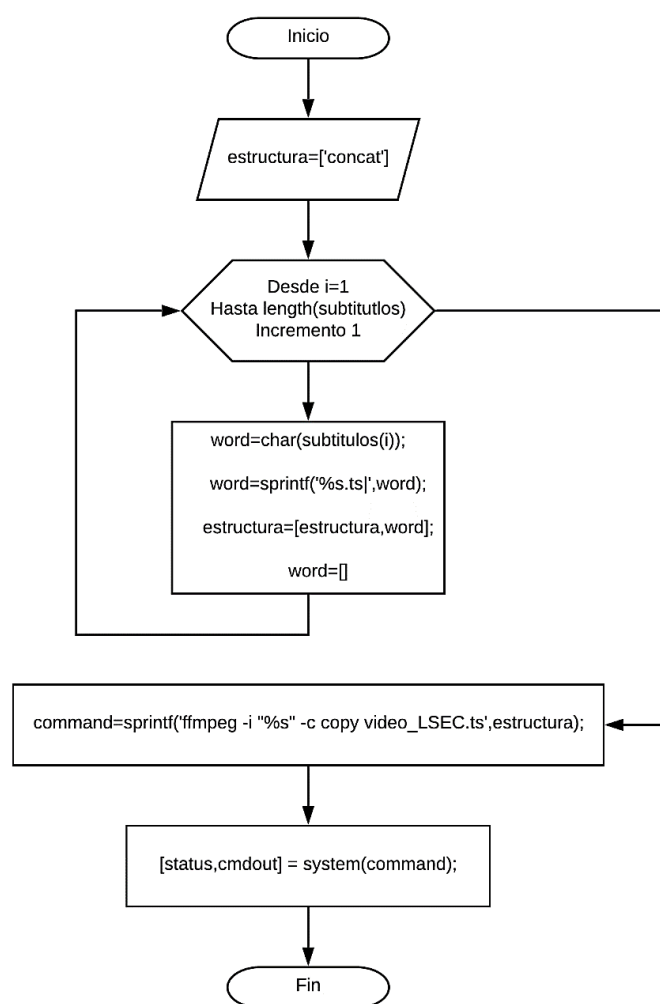 Inicio
estructura=['concat']
Desde i=1
Hasta length(subtitutlos)
Incremento 1
word=char(subtitulos(i));
word=sprintf('%s.ts|',word);
estructura=[estructura,word];
word=[]
command=sprintf('ffmpeg -i "%s" -c copy video_LSEC.ts',estructura);
[status,cmdout] = system(command);
Fin